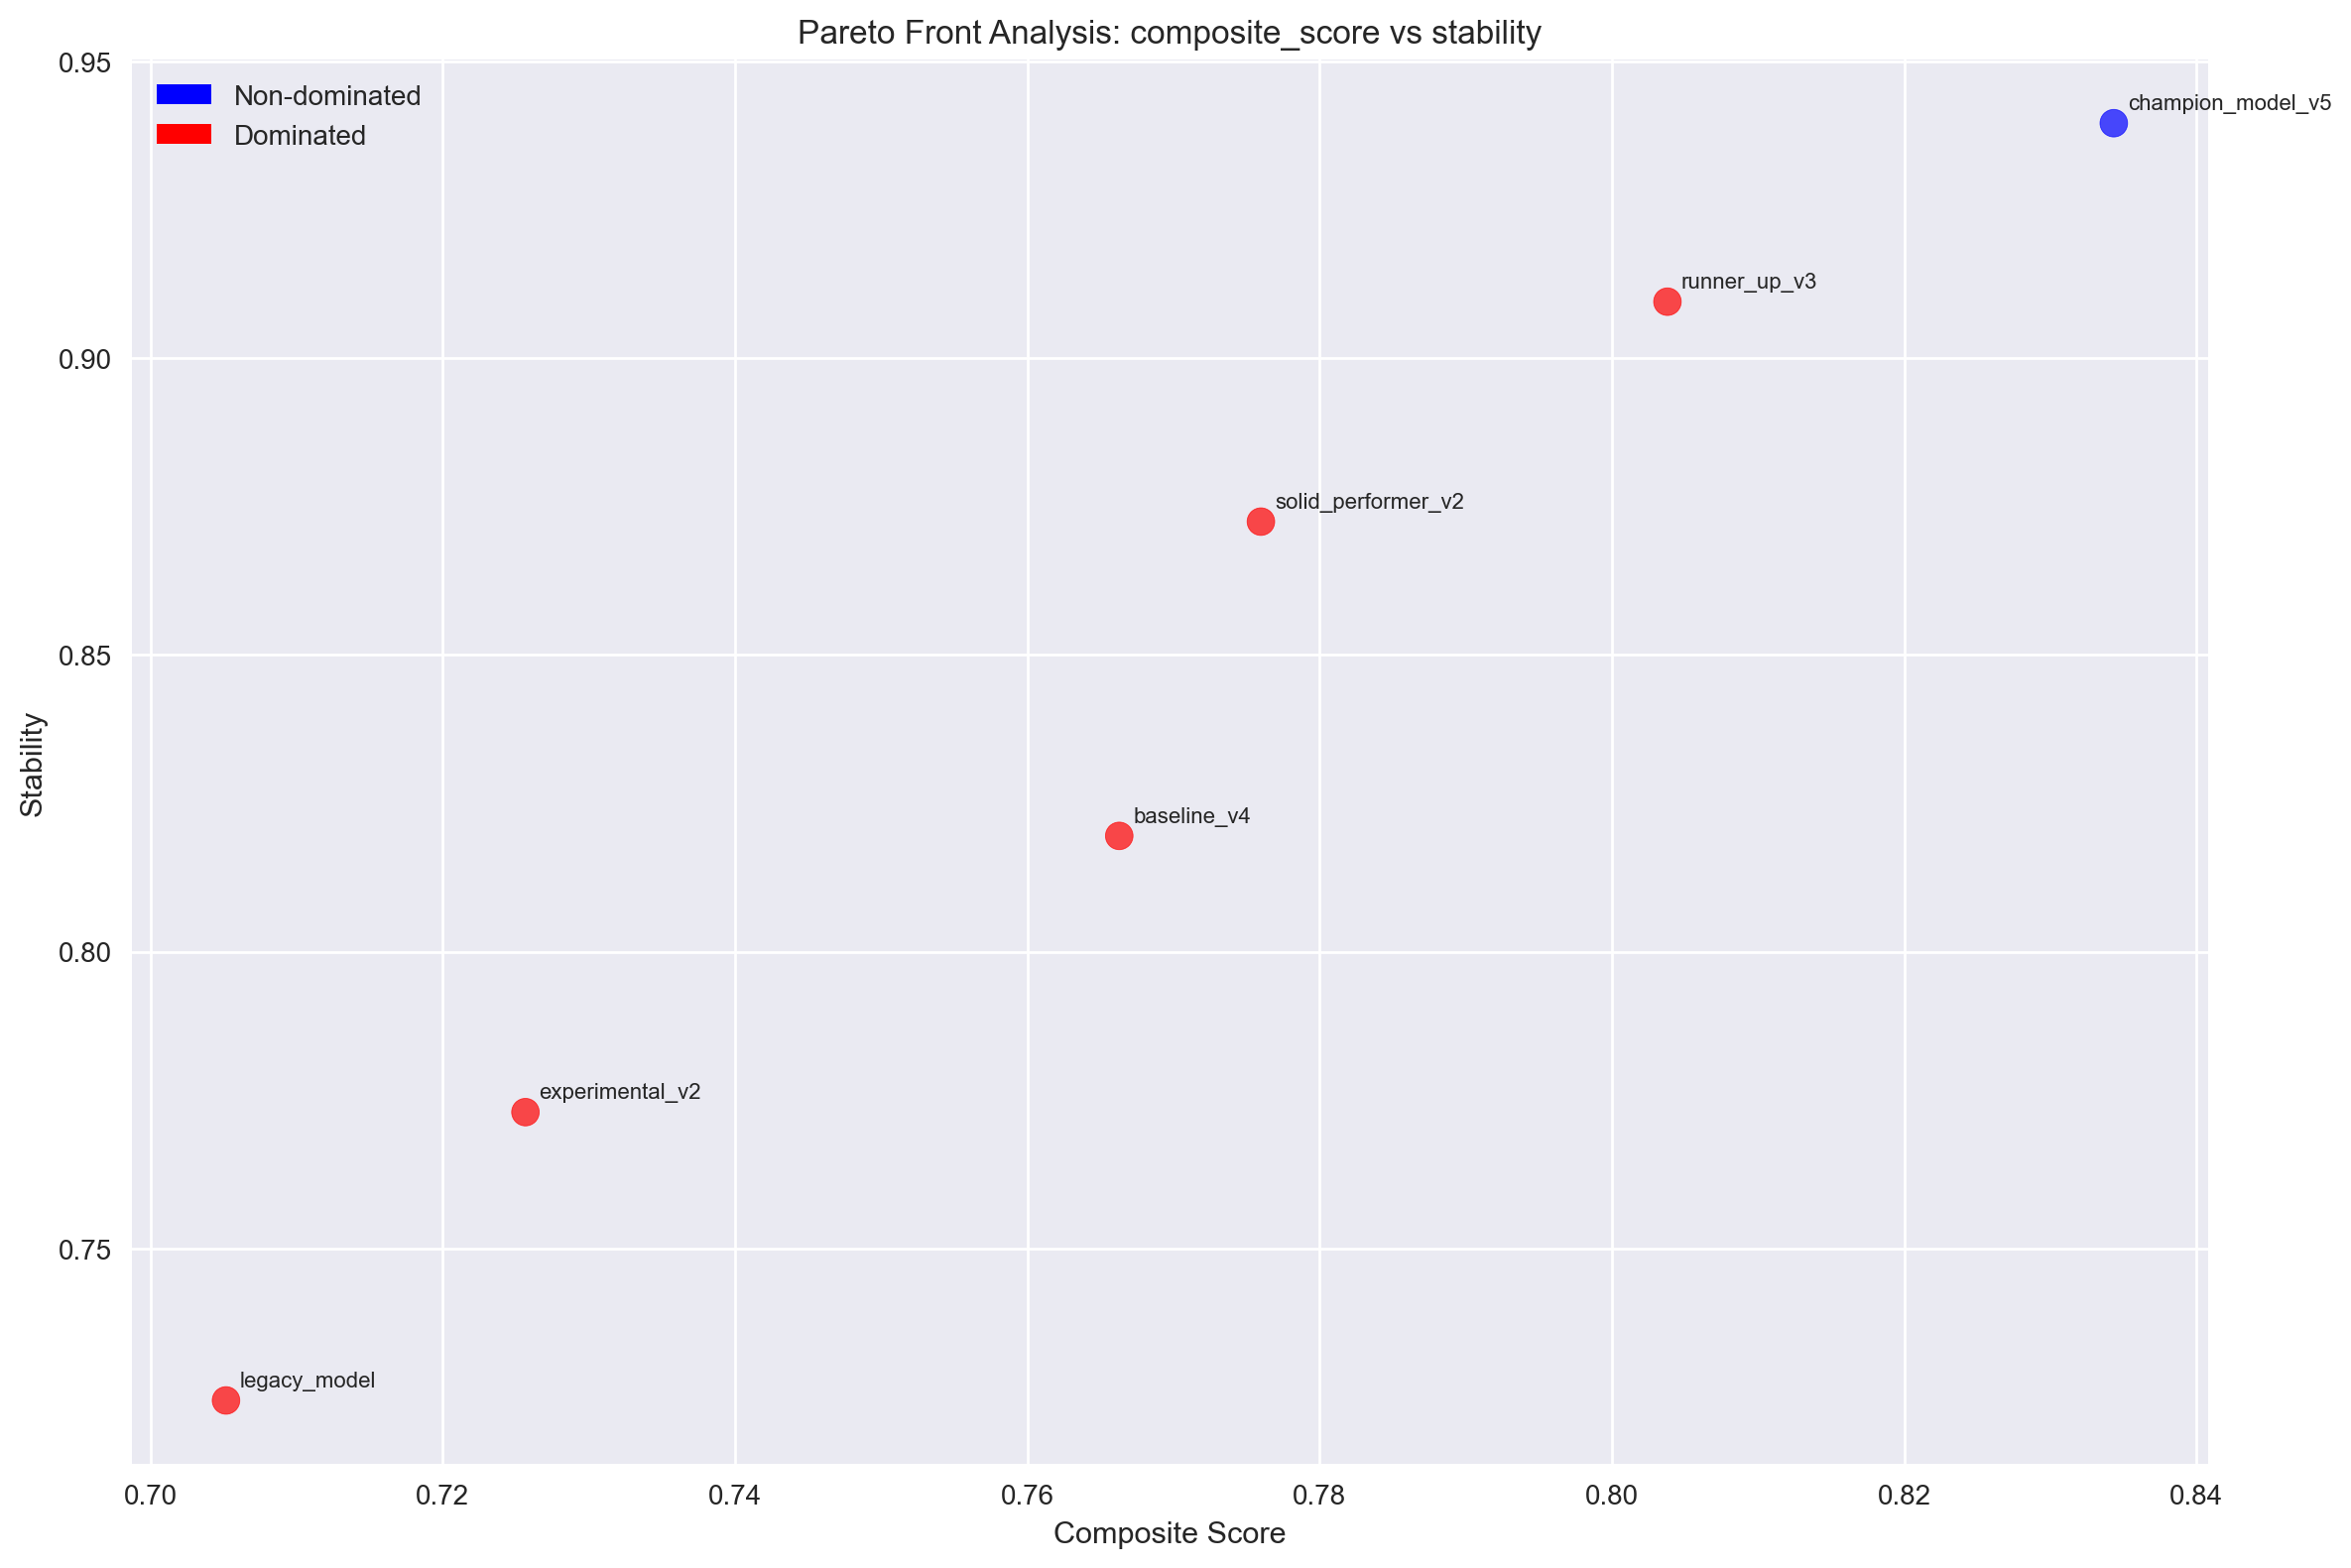 Pareto Front Analysis: composite_score vs stability
0.95
Non-dominated
Dominated
champion_model_v5
runner_up_v3
0.90
solid_performer_v2
0.85
Stability
baseline_v4
0.80
experimental_v2
0.75
legacy_model
0.70 0.72 0.74 0.76 0.78 0.80 0.82 0.84
Composite Score